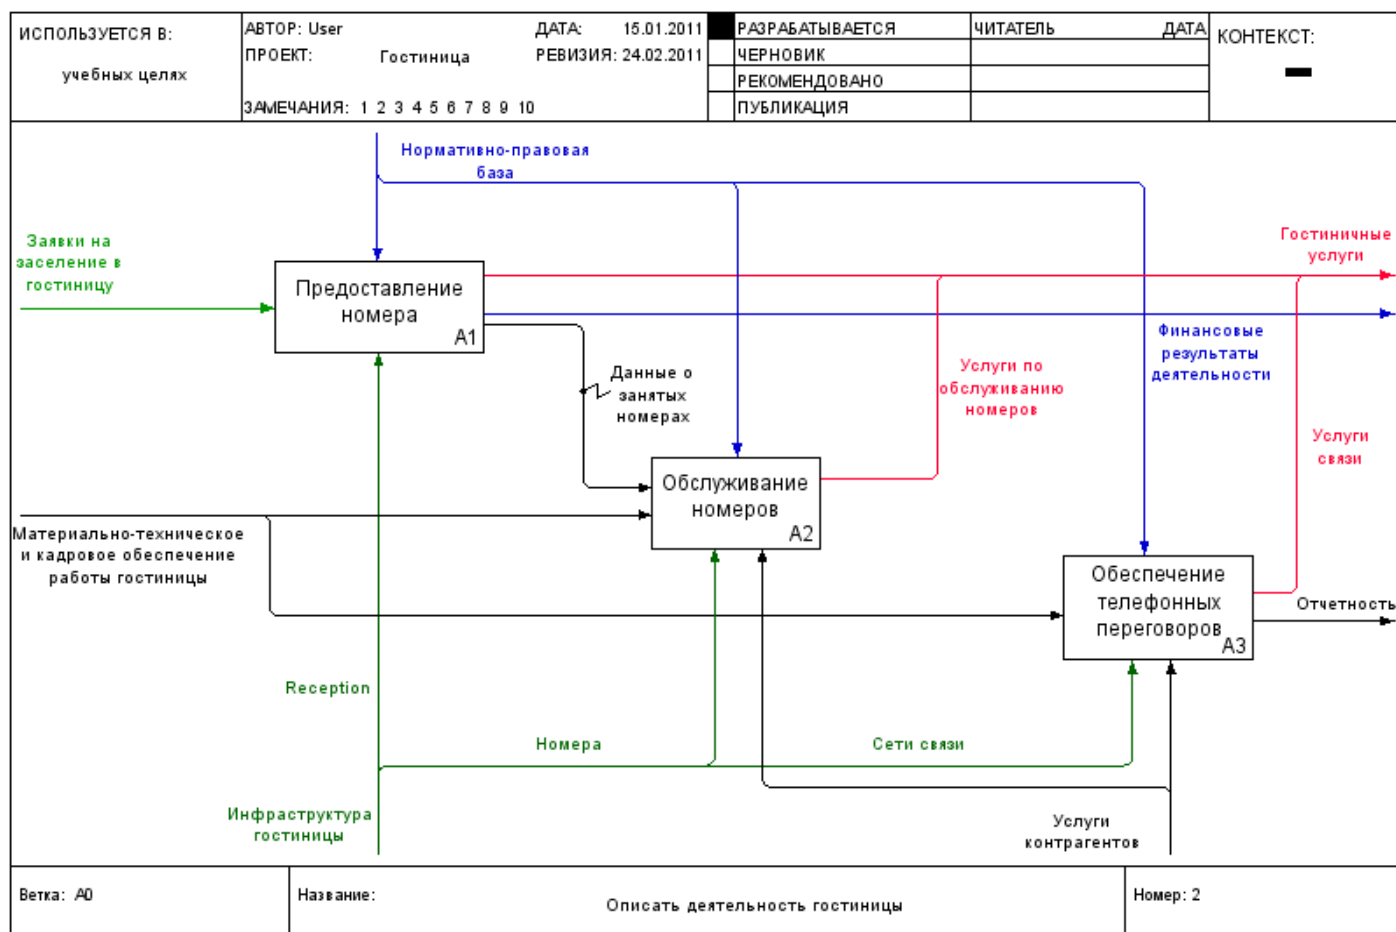 ИСПОЛЬЗУЕТСЯ В:
учебных целях
АВТОР: User
ДАТА: 15.01.2011
ПРОЕКТ: Гостиница
РЕВИЗИЯ: 24.02.2011
ЗАМЕЧАНИЯ: 1 2 3 4 5 6 7 8 9 10
РАЗРАБАТЫВАЕТСЯ
ЧЕРНОВИК
РЕКОМЕНДОВАНО
ПУБЛИКАЦИЯ
ЧИТАТЕЛЬ
ДАТА
КОНТЕКСТ:
Нормативно-правовая
база
Заявки на
заселение в
гостиницу
Гостиничные
услуги
Предоставление
номера
A1
Финансовые
результаты
деятельности
Данные о
занятых
номерах
Услуги по
обслуживанию
номеров
Услуги
связи
Обслуживание
номеров
A2
Материально-техническое
и кадровое обеспечение
работы гостиницы
Обеспечение
телефонных
переговоров
A3
Отчетность
Reception
Номера
Сети связи
Инфраструктура
гостиницы
Услуги
контрагентов
Ветка: A0
Название:
Описать деятельность гостиницы
Номер: 2